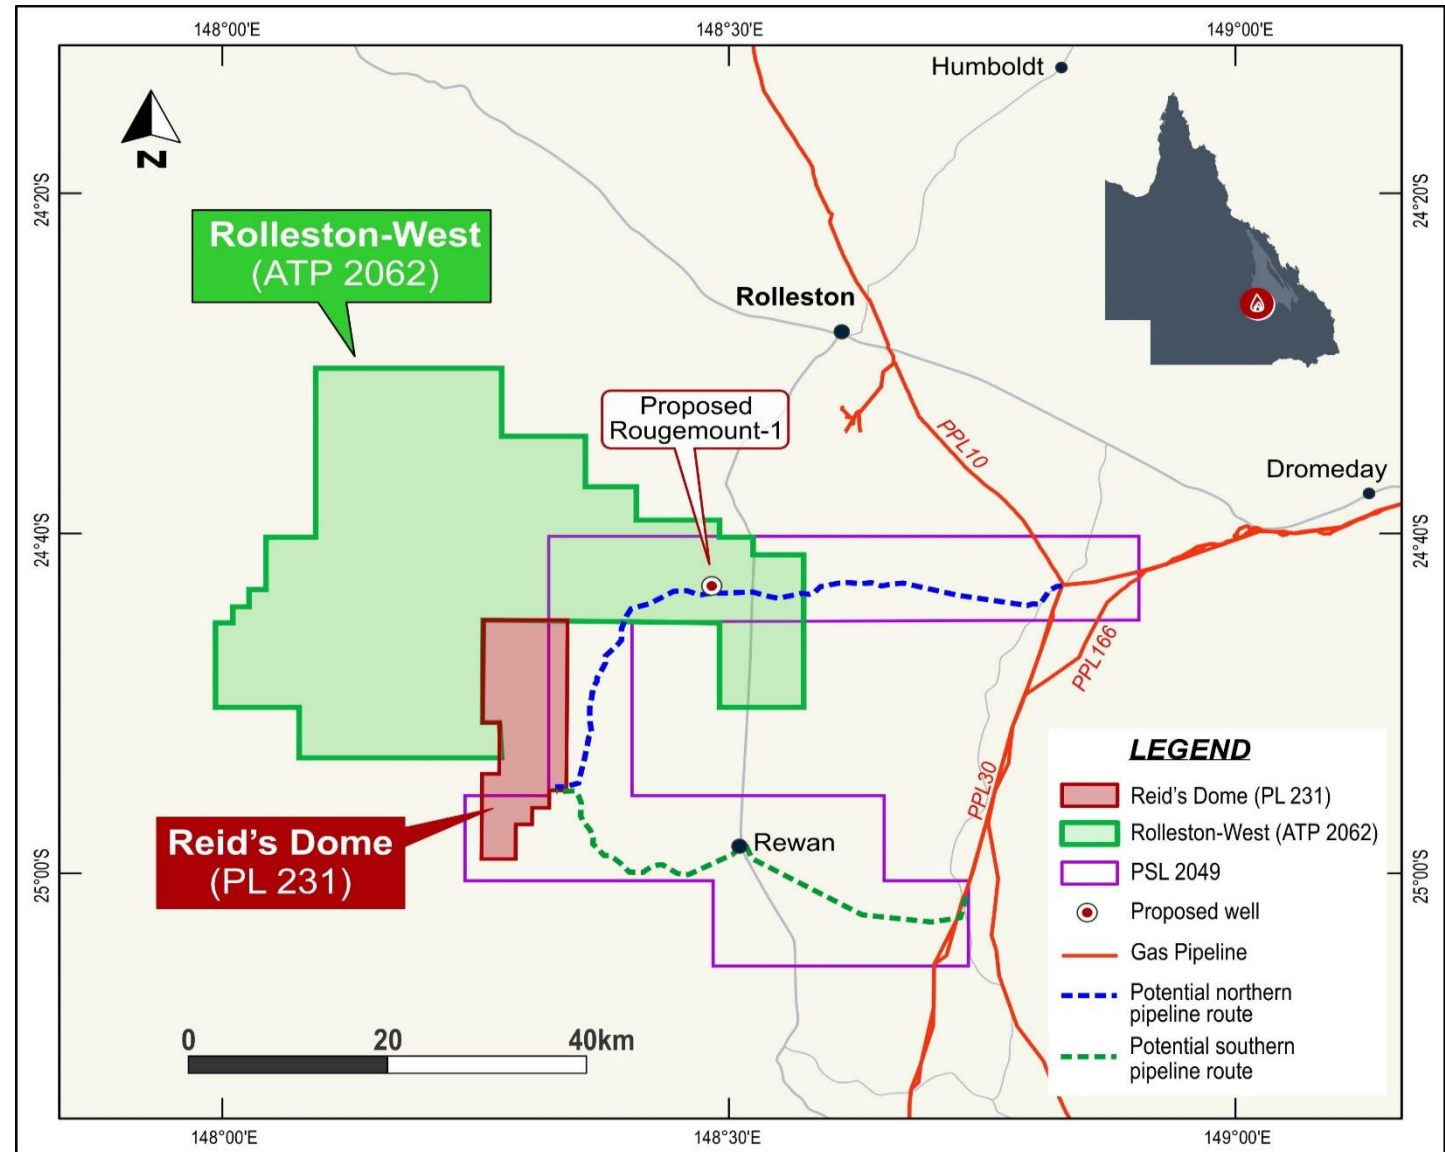 148°00'E
148°30'E
149°00'E
Humboldt
N
24°20'S
24°20'S
Rolleston-West
(ATP 2062)
Rolleston
Proposed
Rougemount-1
PPL10
Dromeday
24°40'S
24°40'S
PPL166
LEGEND
Reid's Dome (PL 231)
Rolleston-West (ATP 2062)
PSL 2049
Proposed well
Gas Pipeline
Potential northern
pipeline route
Potential southern
pipeline route
PPL30
Reid's Dome
(PL 231)
Rewan
25°00'S
25°00'S
0 20 40km
148°00'E
148°30'E
149°00'E